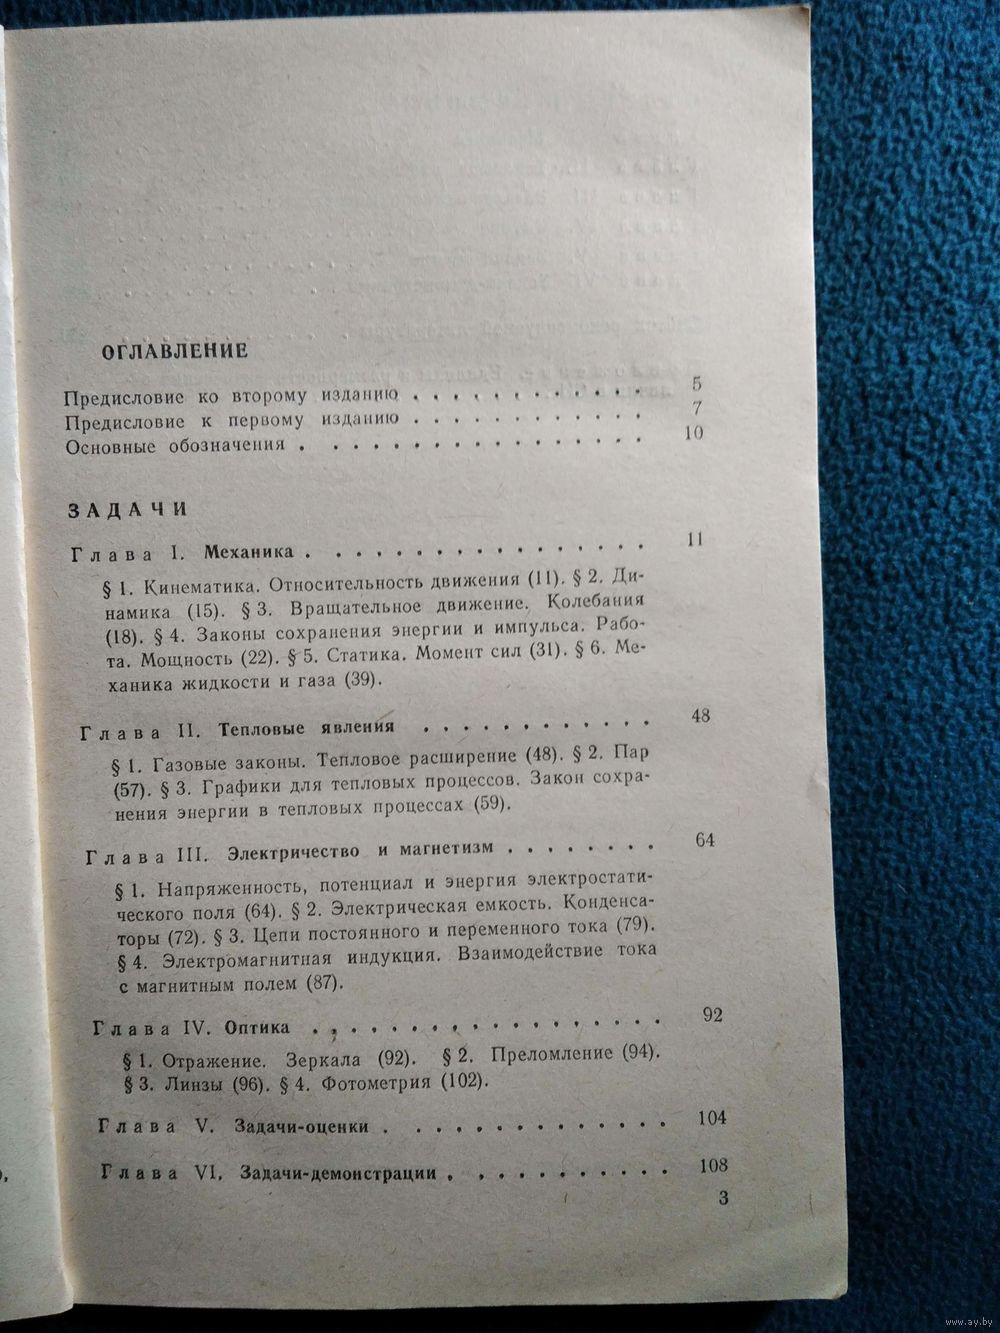 ОГЛАВЛЕНИЕ
Предисловие ко второму изданию . . . . . . . . . . . . 5
Предисловие к первому изданию . . . . . . . . . . . . 7
Основные обозначения . . . . . . . . . . . . . . . . . 10
ЗАДАЧИ
Глава I. Механика . . . . . . . . . . . . . . . . . 11
§ 1. Кинематика. Относительность движения (11). § 2. Ди-
намика (15). § 3. Вращательное движение. Колебания
(18). § 4. Законы сохранения энергии и импульса. Рабо-
та. Мощность (22). § 5. Статика. Момент сил (31). § 6. Ме-
ханика жидкости и газа (39).
Глава II. Тепловые явления . . . . . . . . . . . . 48
§ 1. Газовые законы. Тепловое расширение (48). § 2. Пар
(57). § 3. Графики для тепловых процессов. Закон сохра-
нения энергии в тепловых процессах (59).
Глава III. Электричество и магнетизм . . . . . . . . 64
§ 1. Напряженность, потенциал и энергия электростати-
ческого поля (64). § 2. Электрическая емкость. Конденса-
торы (72). § 3. Цепи постоянного и переменного тока (79).
§ 4. Электромагнитная индукция. Взаимодействие тока
с магнитным полем (87).
Глава IV. Оптика . . . . . . . . . . . . . . . . . . 92
§ 1. Отражение. Зеркала (92). § 2. Преломление (94).
§ 3. Линзы (96). § 4. Фотометрия (102).
Глава V. Задачи-оценки . . . . . . . . . . . . . . 104
Глава VI. Задачи-демонстрации . . . . . . . . . . . 108
3
www.ay.by